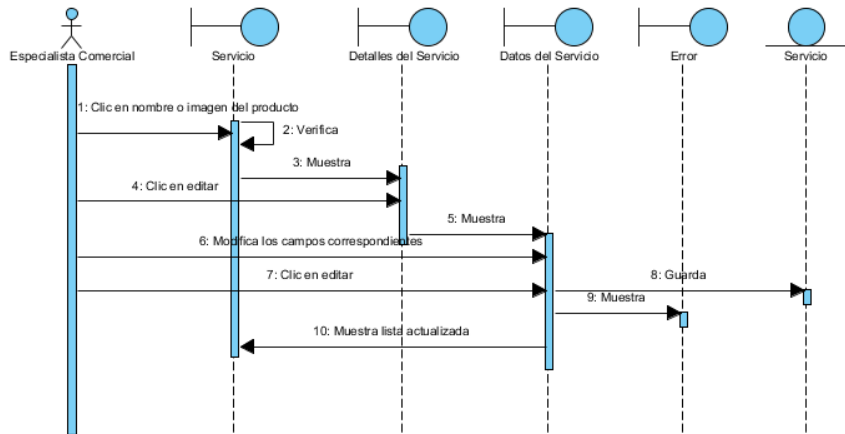 Especialista Comercial
Servicio
Detalles del Servicio
Datos del Servicio
Error
Servicio
1: Clic en nombre o imagen del producto
2: Verifica
3: Muestra
4: Clic en editar
5: Muestra
6: Modifica los campos correspondientes
7: Clic en editar
8: Guarda
9: Muestra
10: Muestra lista actualizada